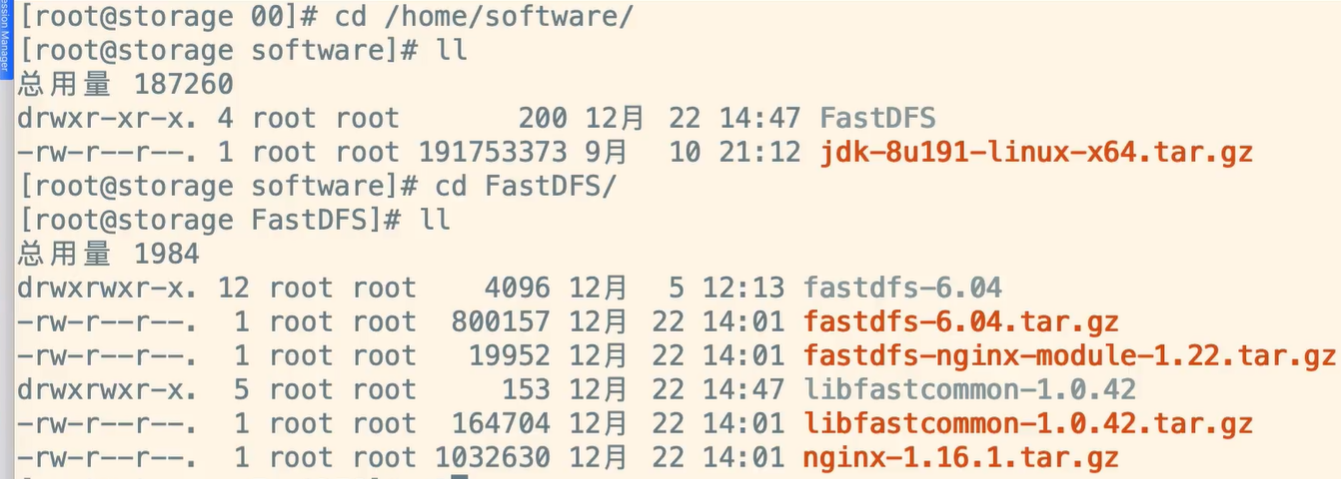 ession Manager
[root@storage 00]# cd /home/software/
[root@storage software]# ll
总用量 187260
drwxr-xr-x. 4 root root 200 12月 22 14:47 FastDFS
-rw-r--r--. 1 root root 191753373 9月 10 21:12 jdk-8u191-linux-x64.tar.gz
[root@storage software]# cd FastDFS/
[root@storage FastDFS]# ll
总用量 1984
drwxrwxr-x. 12 root root 4096 12月 5 12:13 fastdfs-6.04
-rw-r--r--. 1 root root 800157 12月 22 14:01 fastdfs-6.04.tar.gz
-rw-r--r--. 1 root root 19952 12月 22 14:01 fastdfs-nginx-module-1.22.tar.gz
drwxrwxr-x. 5 root root 153 12月 22 14:47 libfastcommon-1.0.42
-rw-r--r--. 1 root root 164704 12月 22 14:01 libfastcommon-1.0.42.tar.gz
-rw-r--r--. 1 root root 1032630 12月 22 14:01 nginx-1.16.1.tar.gz